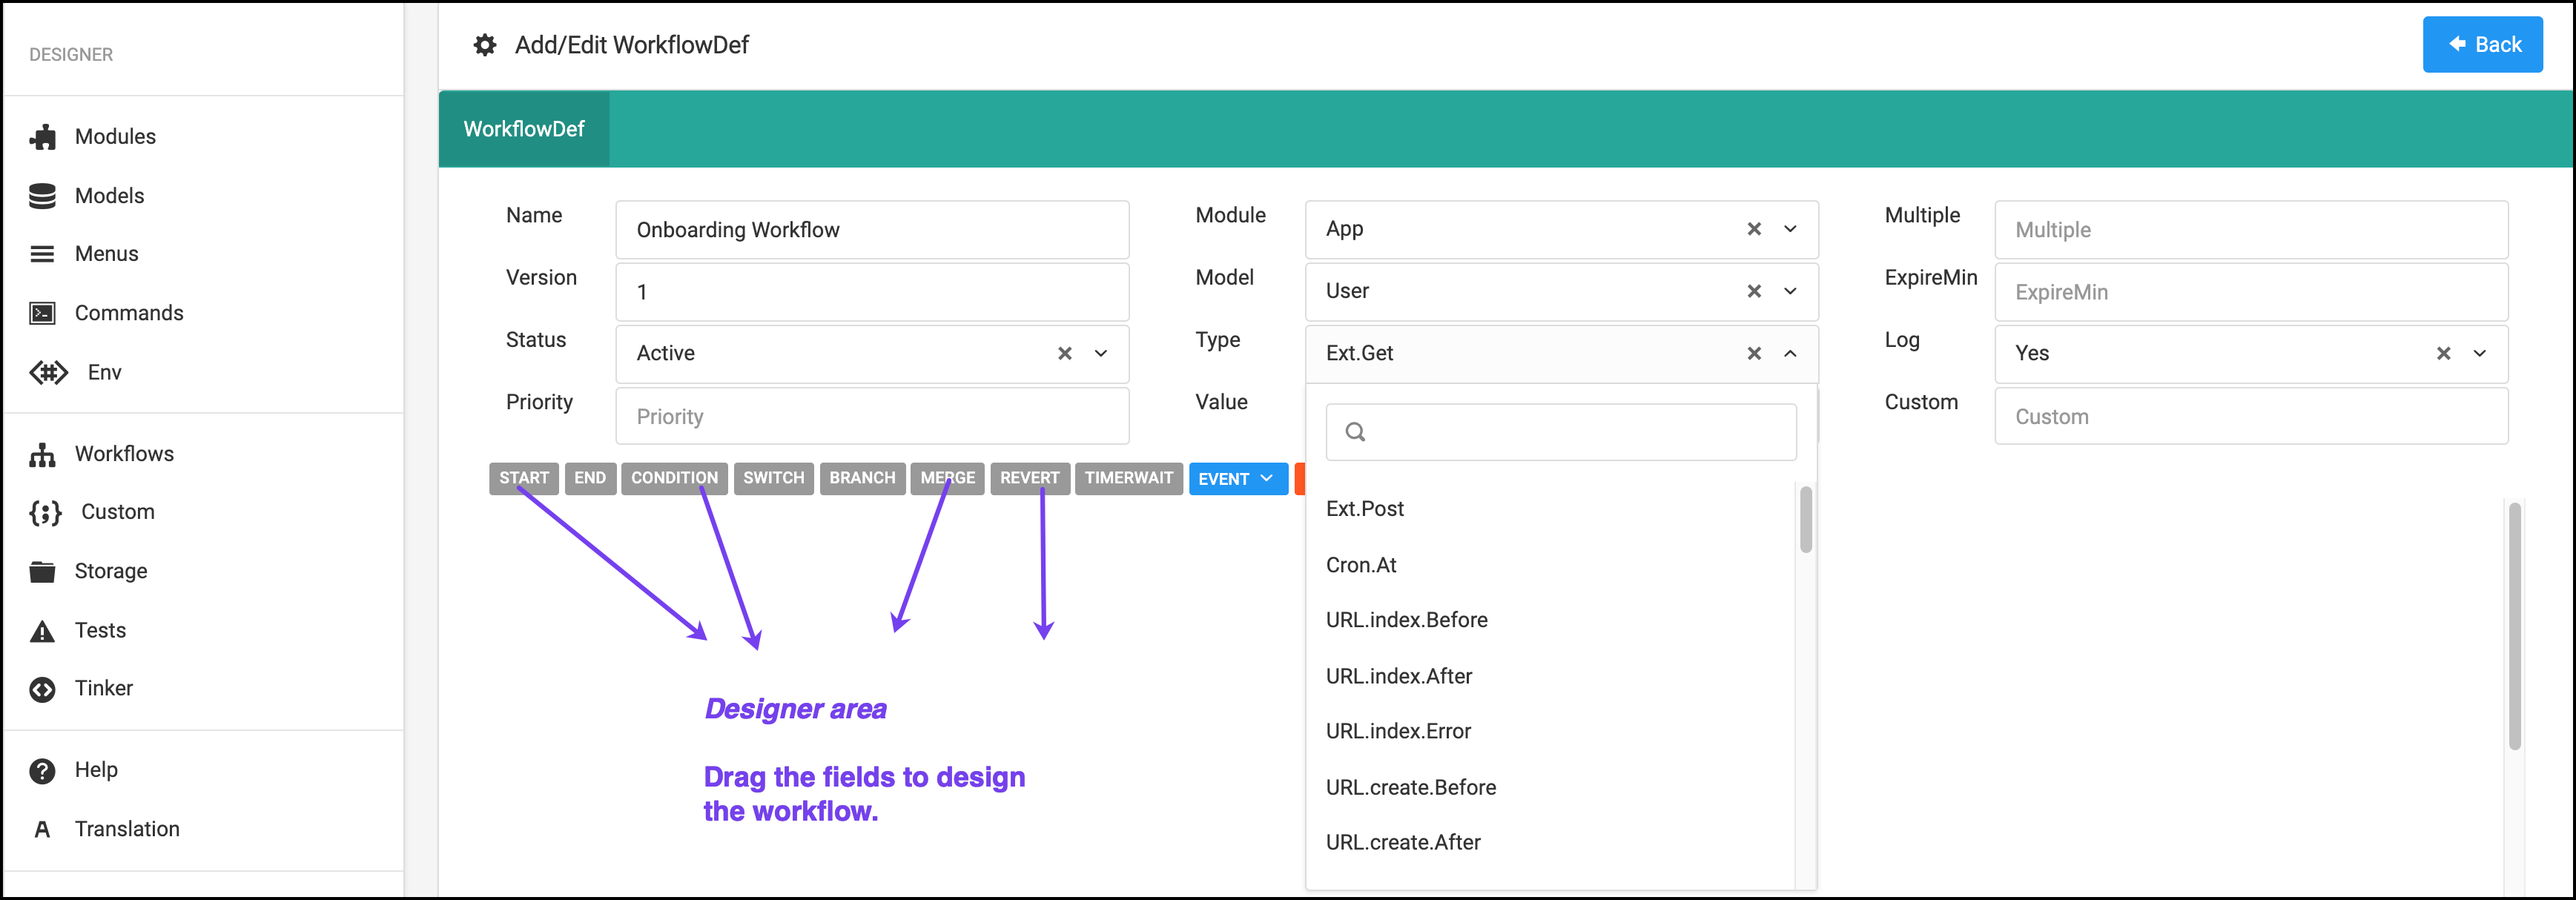 DESIGNER
Modules
Models
Menus
Commands
Env
Workflows
Custom
Storage
Tests
Tinker
Help
Translation
Add/Edit WorkflowDef
Back
WorkflowDef
Name
Onboarding Workflow
Module
App
Multiple
Multiple
Version
1
Model
User
ExpireMin
ExpireMin
Status
Active
Type
Ext.Get
Log
Yes
Priority
Priority
Value
Custom
Custom
START END CONDITION SWITCH BRANCH MERGE REVERT TIMERWAIT EVENT
Ext.Post
Cron.At
URL.index.Before
URL.index.After
URL.index.Error
URL.create.Before
URL.create.After
Designer area
Drag the fields to design
the workflow.